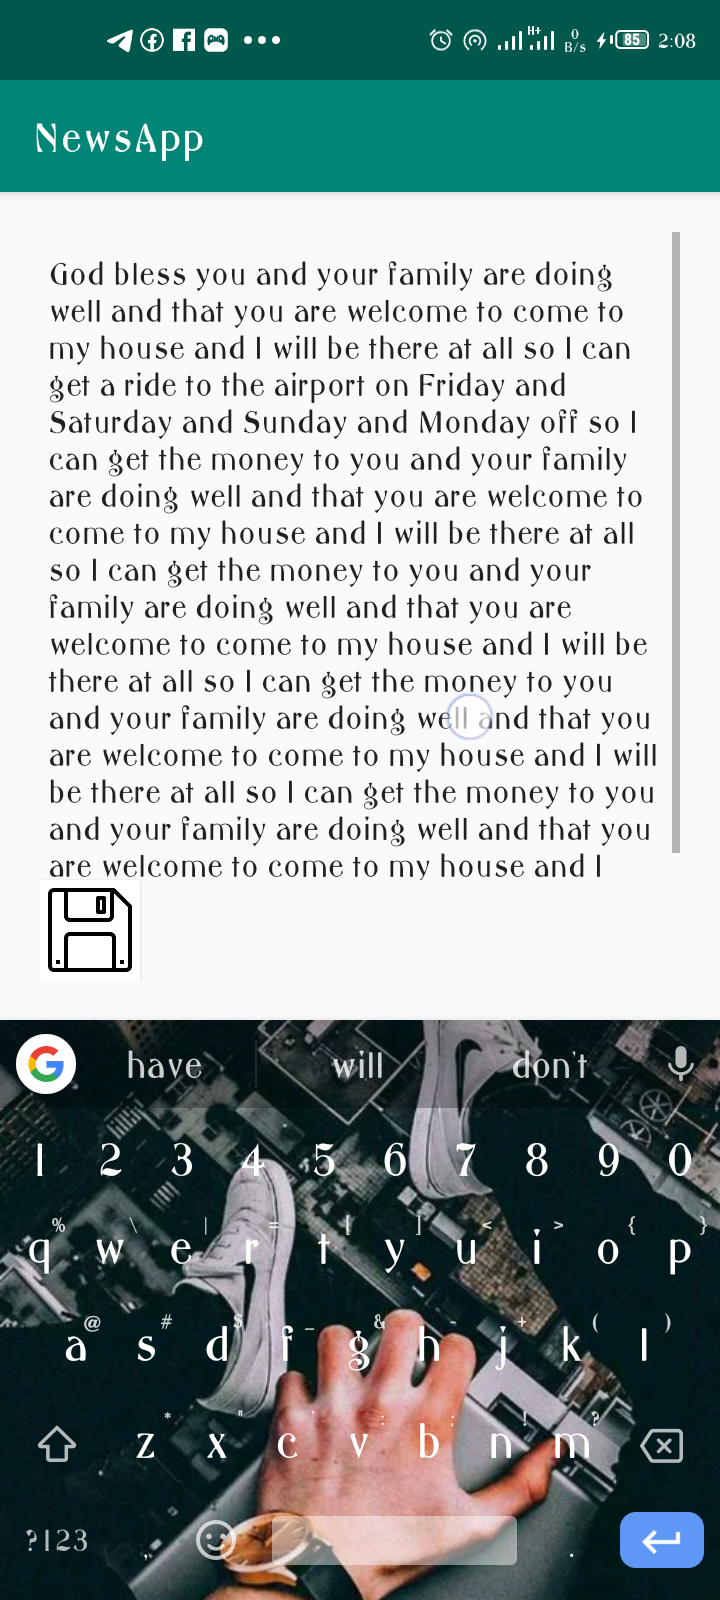 0
H+
B/s
85
2:08
NewsApp
God bless you and your family are doing
well and that you are welcome to come to
my house and I will be there at all so I can
get a ride to the airport on Friday and
Saturday and Sunday and Monday off so I
can get the money to you and your family
are doing well and that you are welcome to
come to my house and I will be there at all
so I can get the money to you and your
family are doing well and that you are
welcome to come to my house and I will be
there at all so I can get the money to you
and your family are doing well and that you
are welcome to come to my house and I will
be there at all so I can get the money to you
and your family are doing well and that you
are welcome to come to my house and I
have will don't
1 2 3 4 5 6 7 8 9 0
% \ | = [ ] < > { }
q w e r t y u i o p
@ # $ _ & - + ( )
a s d f g h j k l
* " ' : ; ! ?
z x c v b n m
?123 , .